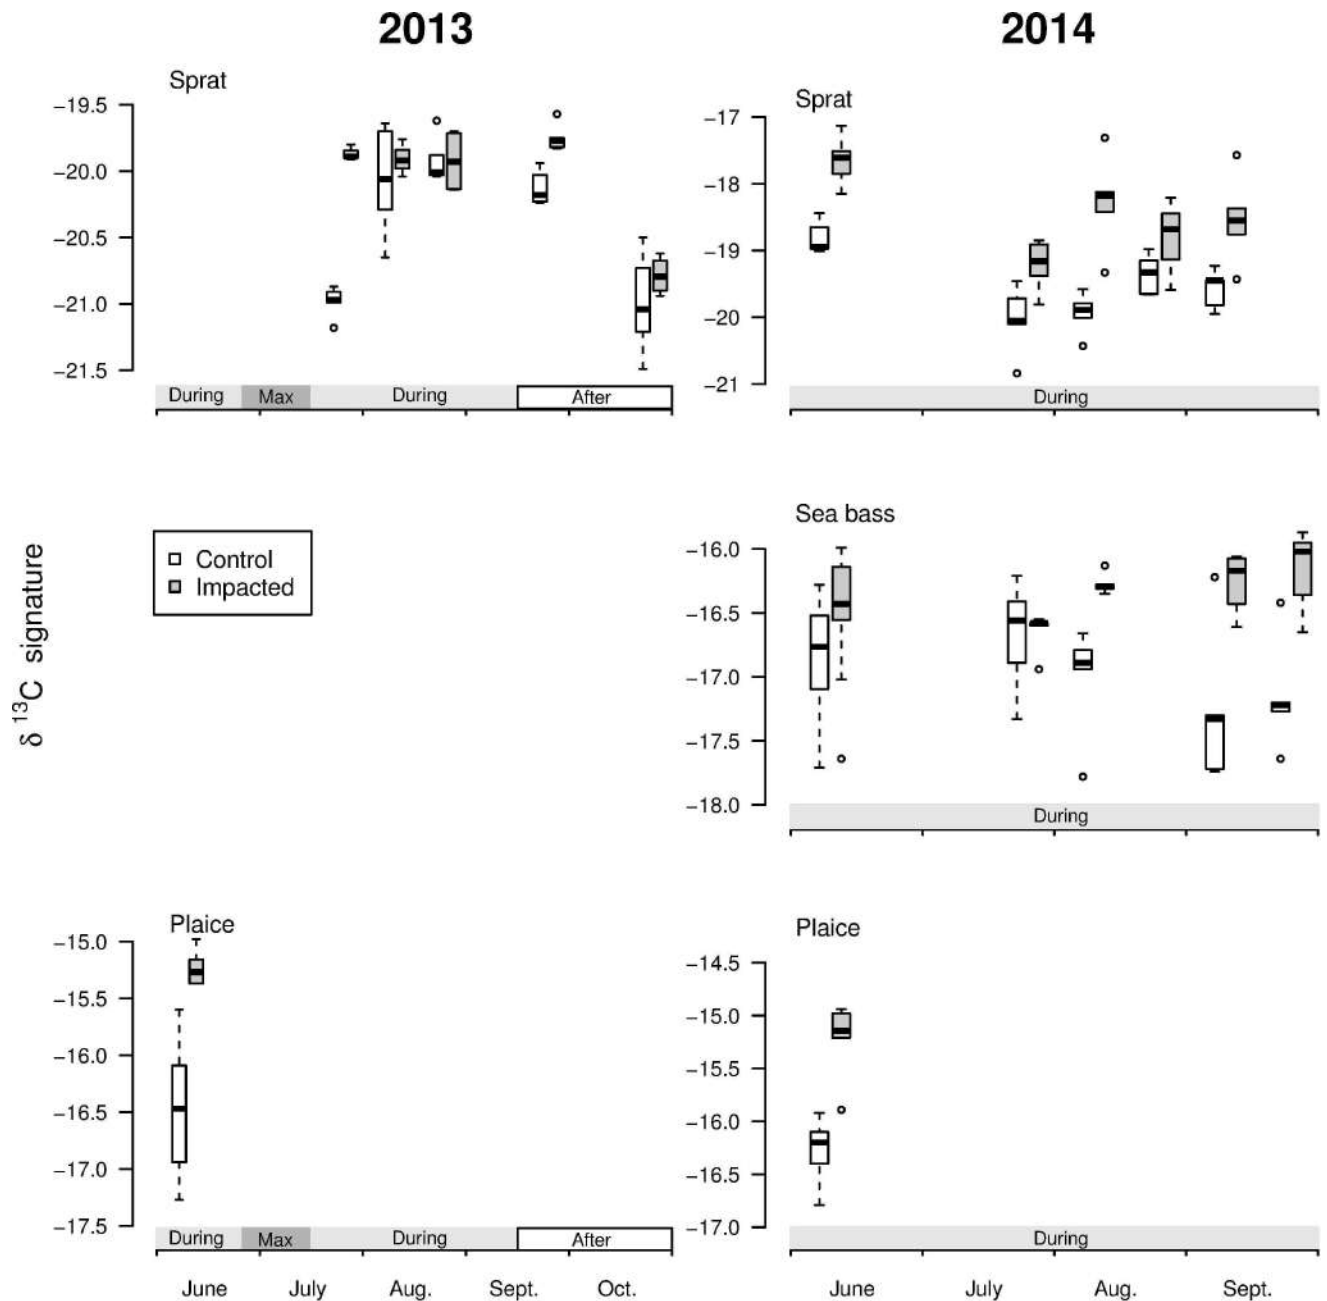 2013
2014
Sprat
−19.5
−20.0
−20.5
−21.0
−21.5
During Max During After
Sprat
−17
−18
−19
−20
−21
During
δ 13C signature
Control
Impacted
Sea bass
−16.0
−16.5
−17.0
−17.5
−18.0
During
Plaice
−15.0
−15.5
−16.0
−16.5
−17.0
−17.5
During Max During After
June July Aug. Sept. Oct.
Plaice
−14.5
−15.0
−15.5
−16.0
−16.5
−17.0
During
June July Aug. Sept.